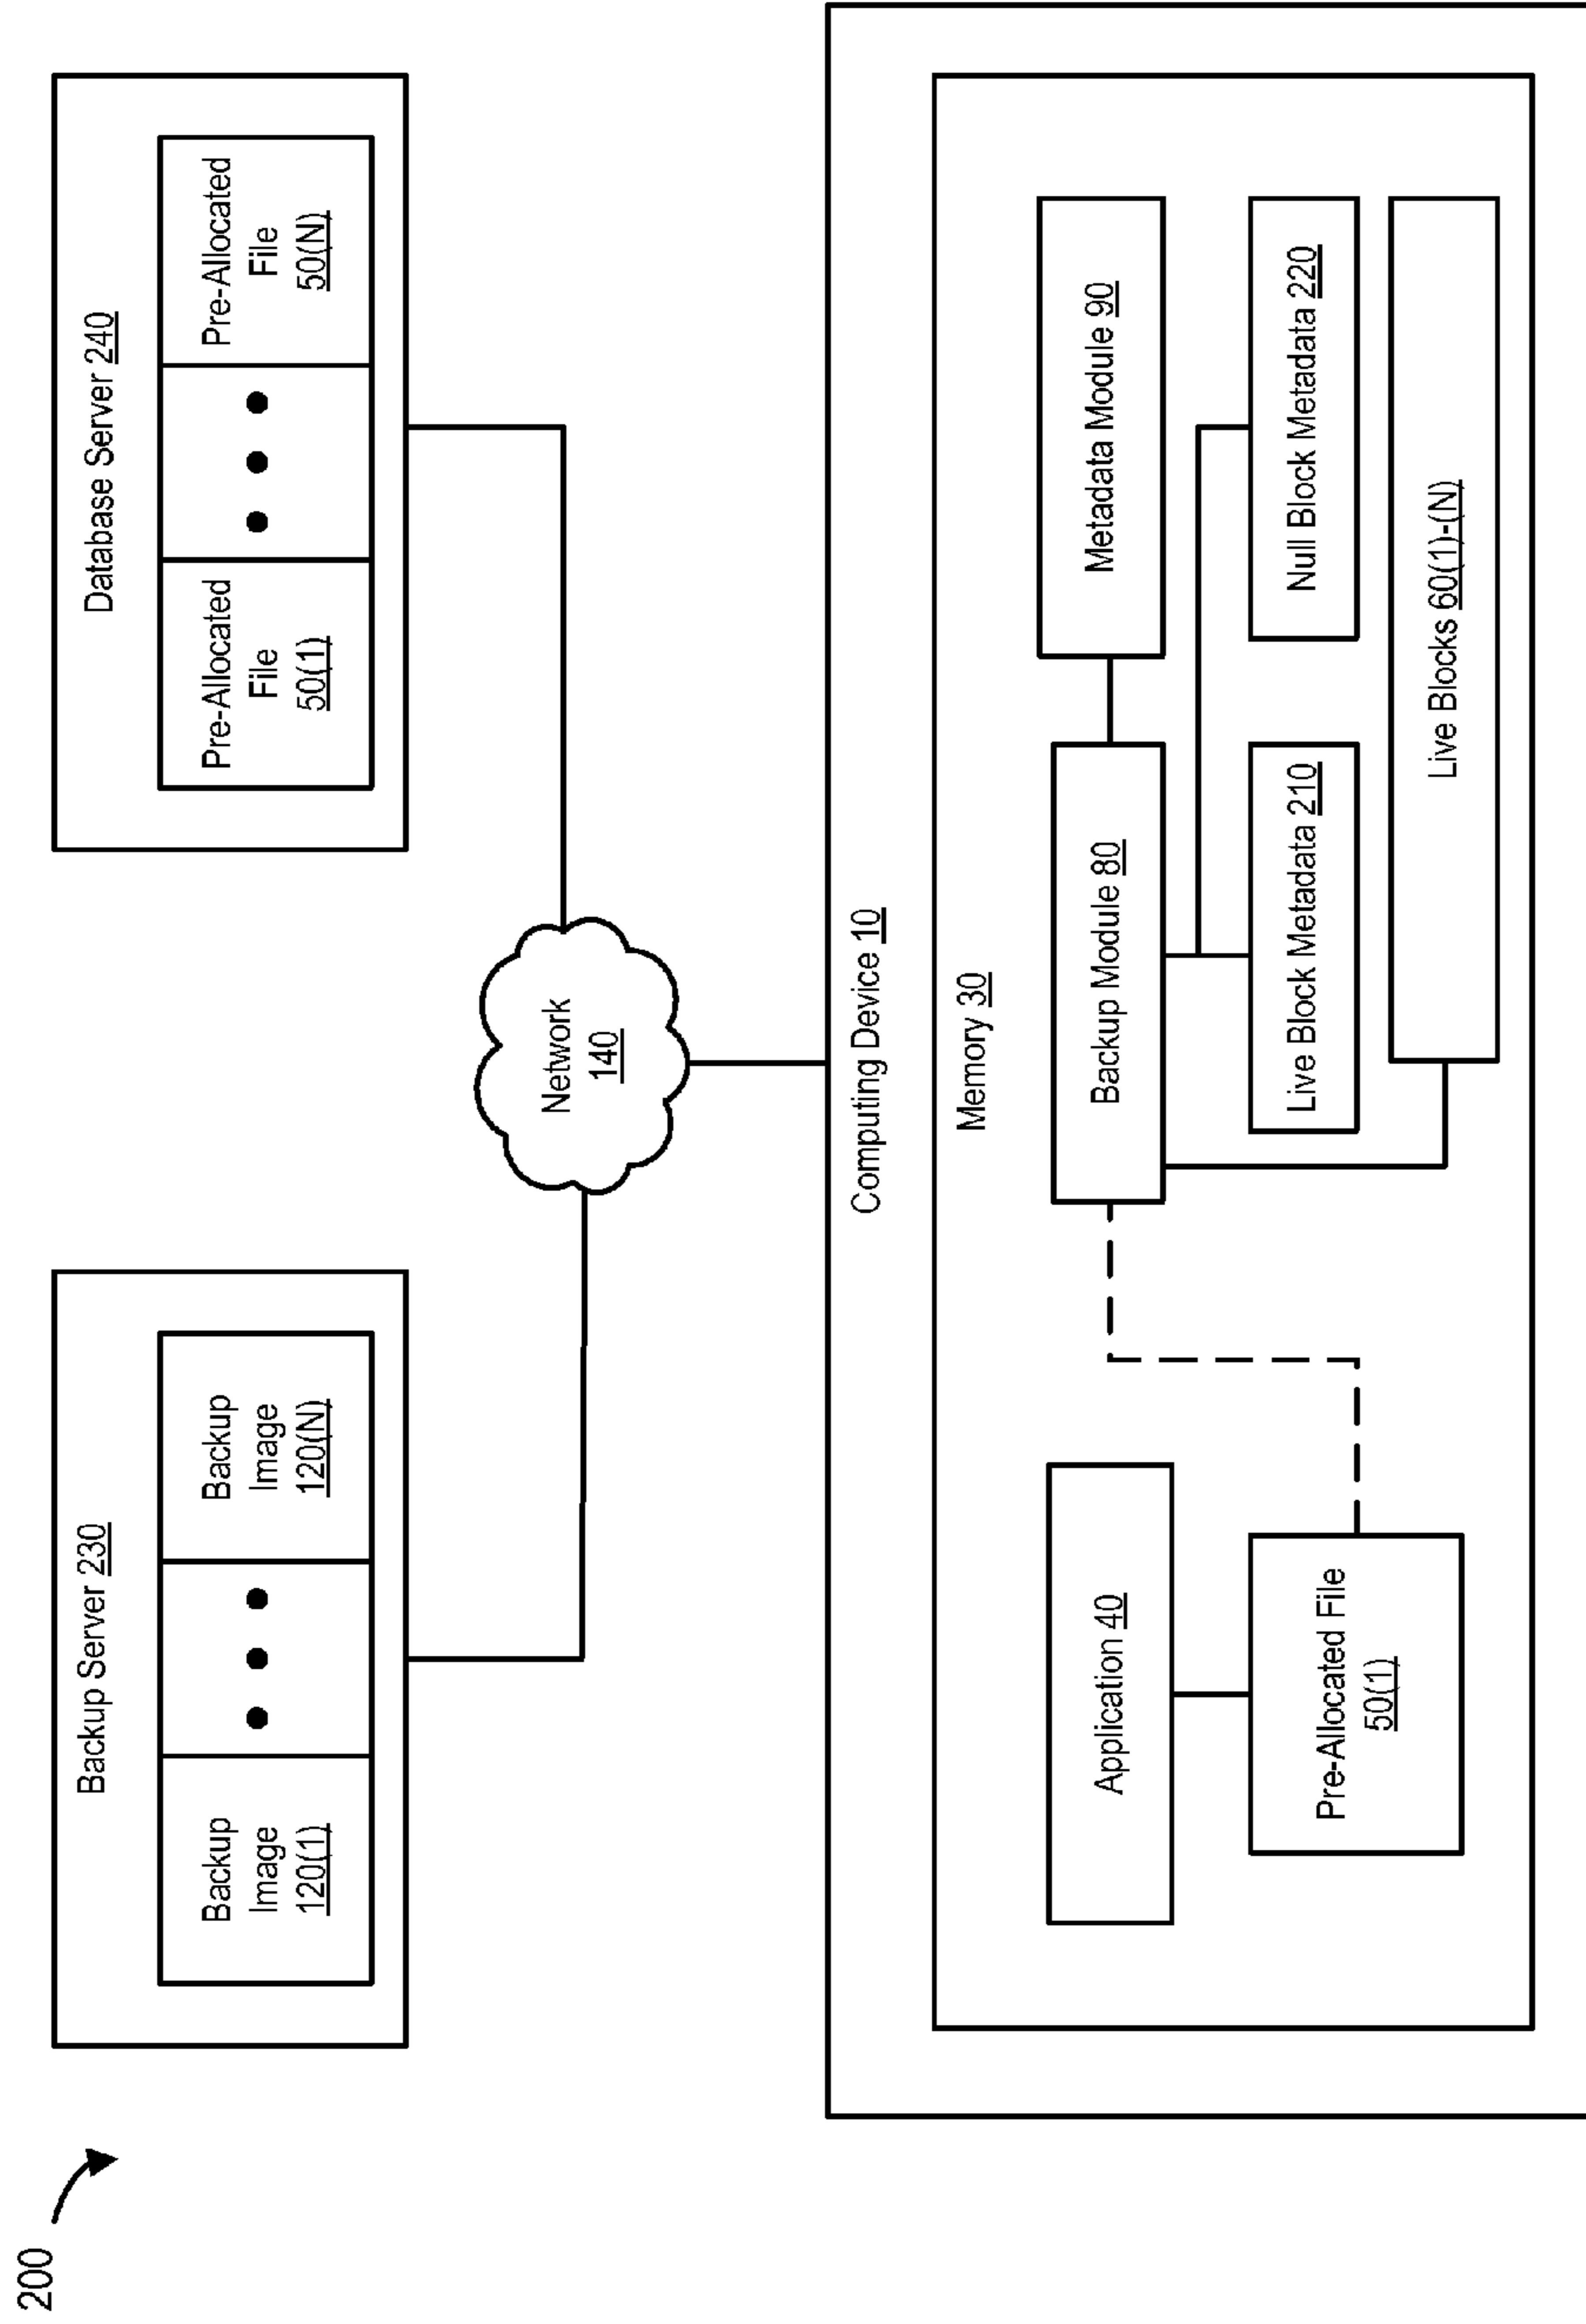 200
Backup Server 230
Backup
Image
120(1)
Backup
Image
120(N)
Database Server 240
Pre-Allocated
File
50(1)
Pre-Allocated
File
50(N)
Network
140
Computing Device 10
Memory 30
Application 40
Pre-Allocated File
50(1)
Backup Module 80
Metadata Module 90
Live Block Metadata 210
Null Block Metadata 220
Live Blocks 60(1)-(N)